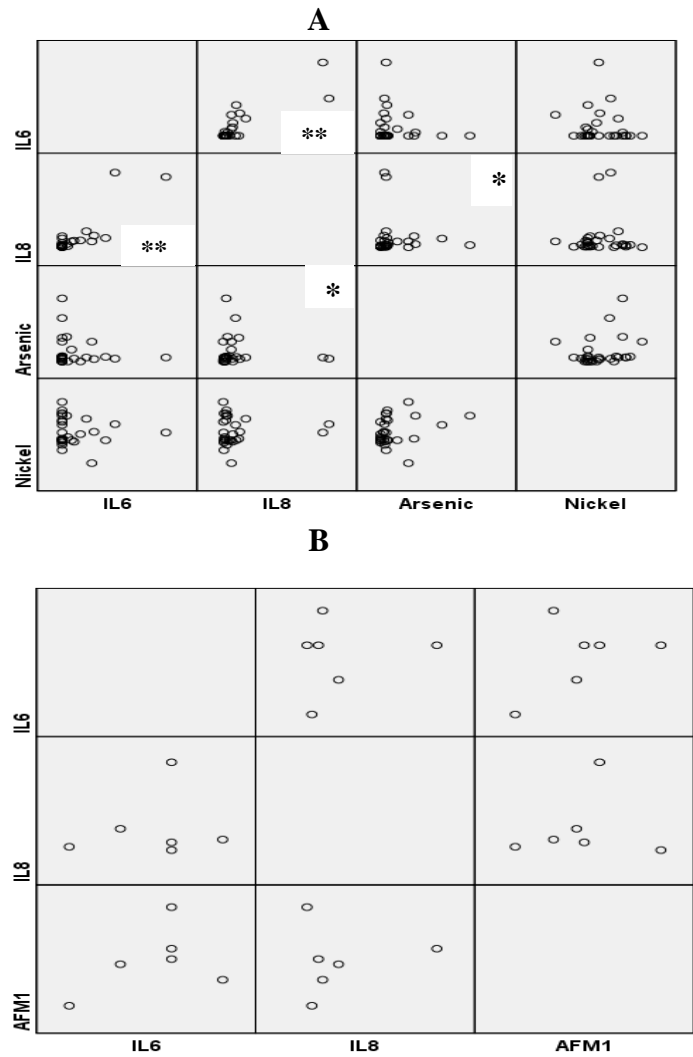 A
IL6
**
IL8
**
*
Arsenic
*
Nickel
IL6 IL8 Arsenic Nickel
B
IL6
IL8
AFM1
IL6 IL8 AFM1